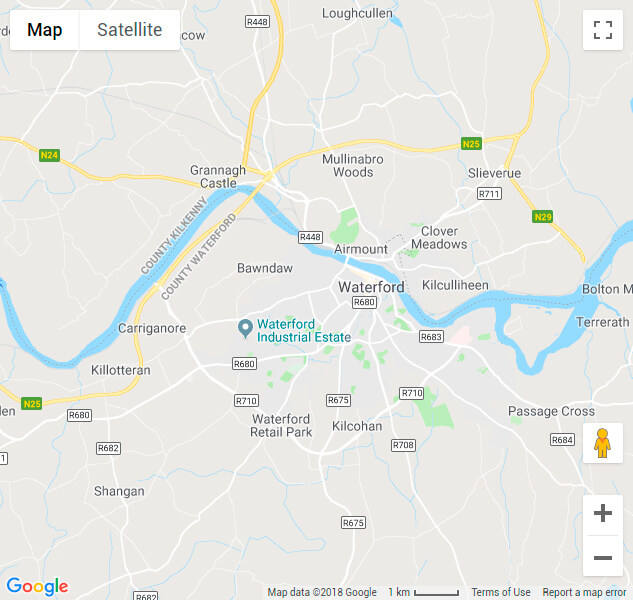 Loughcullen
R448
Map
Satellite
cow
N25
N24
Mullinabro
Woods
Grannagh
Castle
Slieverue
R711
COUNTY KILKENNY
COUNTY WATERFORD
N29
Clover
Meadows
R448
Airmount
Bawndaw
Waterford
Kilculliheen
Bolton M
R680
Terrerath
Carriganore
Waterford
Industrial Estate
R683
Killotteran
R680
R710
R710
R675
N25
den
R680
Passage Cross
Waterford
Retail Park
Kilcohan
R684
R708
R682
1
Shangan
R675
Google
R682
Map data ©2018 Google
1 km
Terms of Use
Report a map error